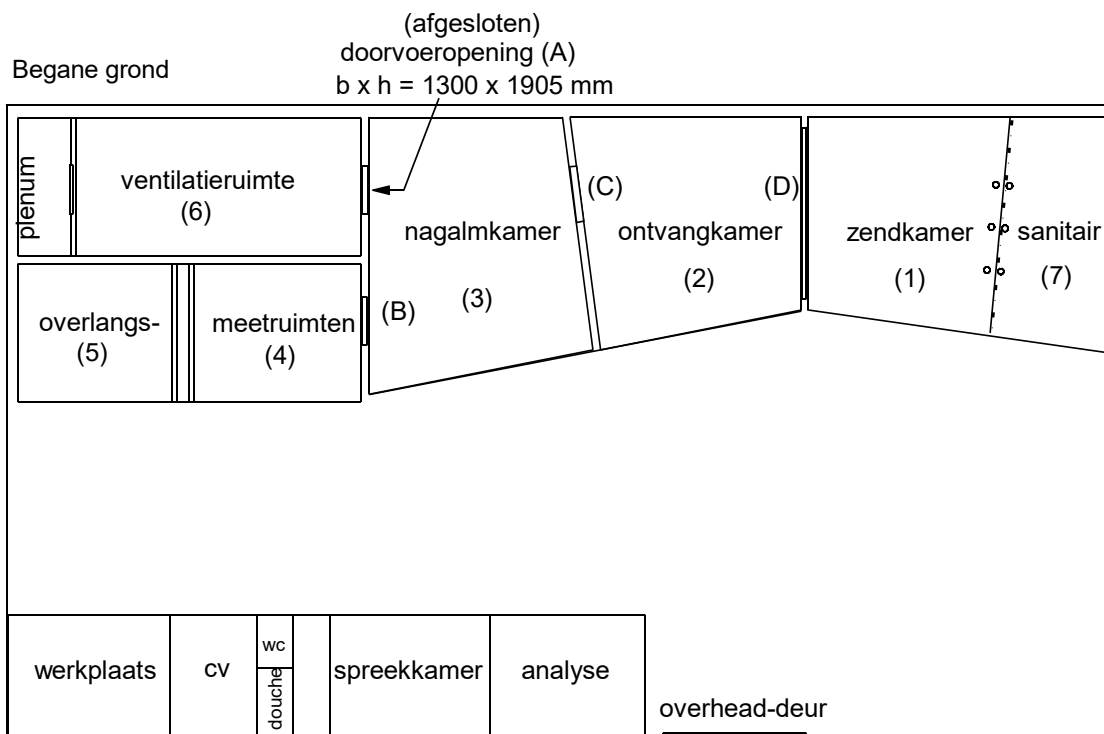 (afgesloten)
doorvoeropening (A)
b x h = 1300 x 1905 mm
Begane grond
plenum
ventilatieruimte
(6)
nagalmkamer
(3)
(C)
ontvangkamer
(2)
(D)
zendkamer
(1)
sanitair
(7)
overlangs-
(5)
meetruimten
(4)
(B)
werkplaats
cv
wc
douche
spreekkamer
analyse
overhead-deur